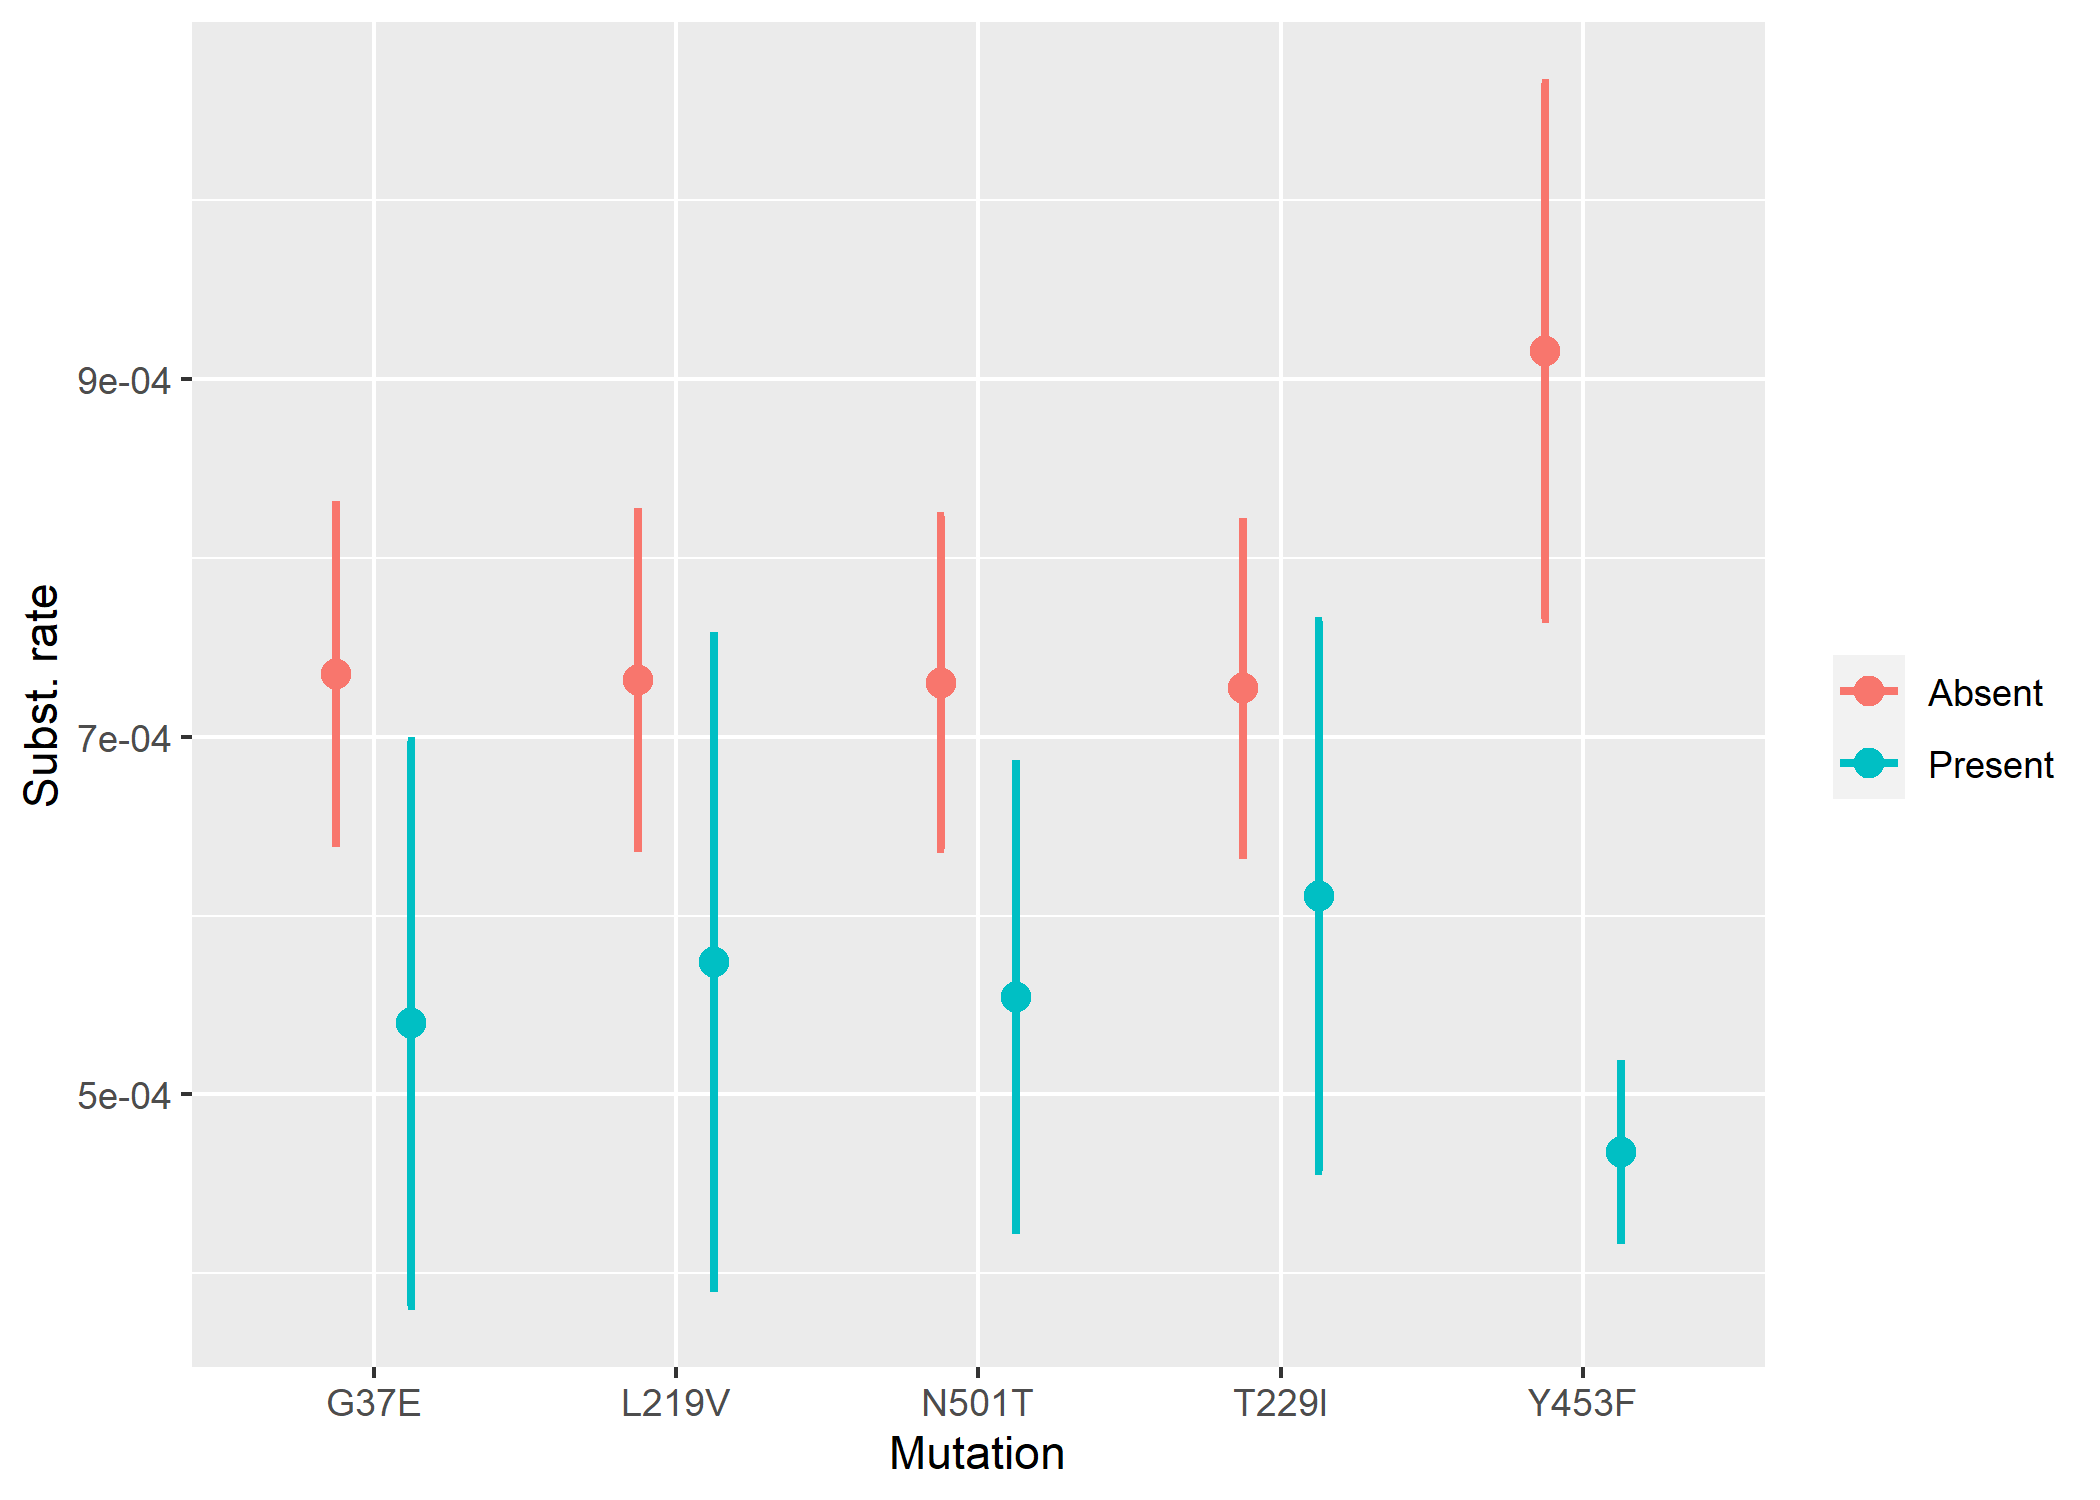 Subst. rate
9e-04
7e-04
5e-04
G37E L219V N501T T229I Y453F
Mutation
Absent
Present